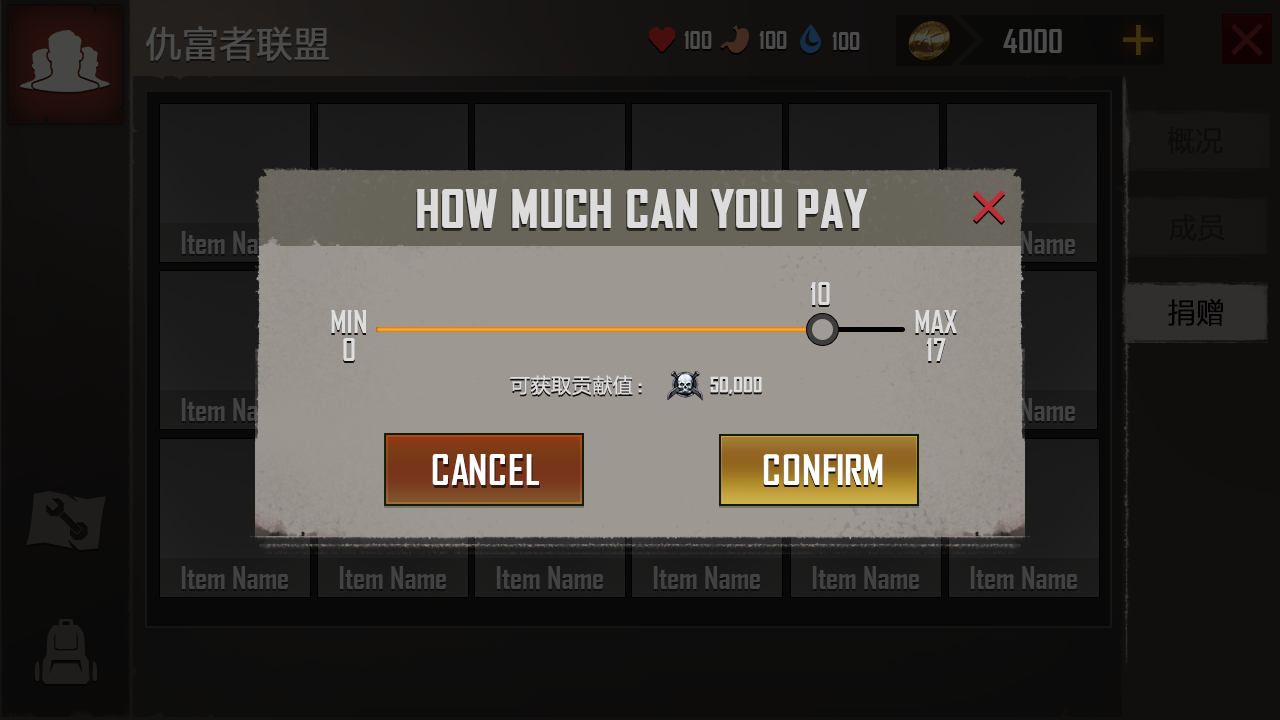 仇富者联盟
100
100
100
4000
概况
成员
捐赠
HOW MUCH CAN YOU PAY
10
MIN
0
MAX
17
可获取贡献值：
50,000
CANCEL
CONFIRM
Item Na
Name
Item Na
Name
Item Name
Item Name
Item Name
Item Name
Item Name
Item Name